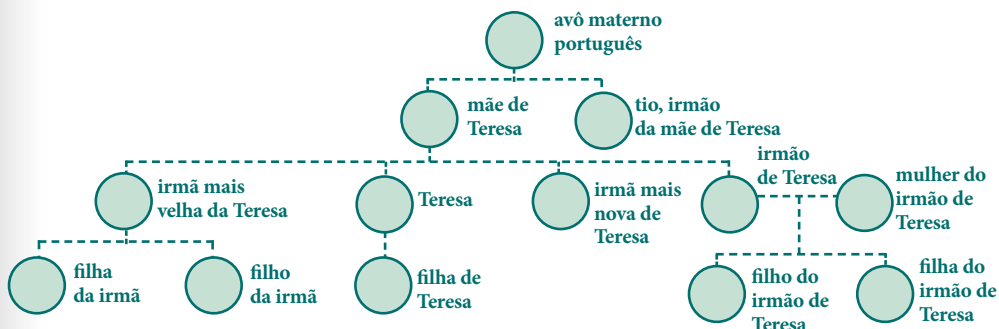 avô materno
português
mãe de
Teresa
tio, irmão
da mãe de Teresa
irmã mais
velha da Teresa
Teresa
irmã mais
nova de
Teresa
irmão
de Teresa
mulher do
irmão de
Teresa
filha
da irmã
filho
da irmã
filha de
Teresa
filho do
irmão de
Teresa
filha do
irmão de
Teresa